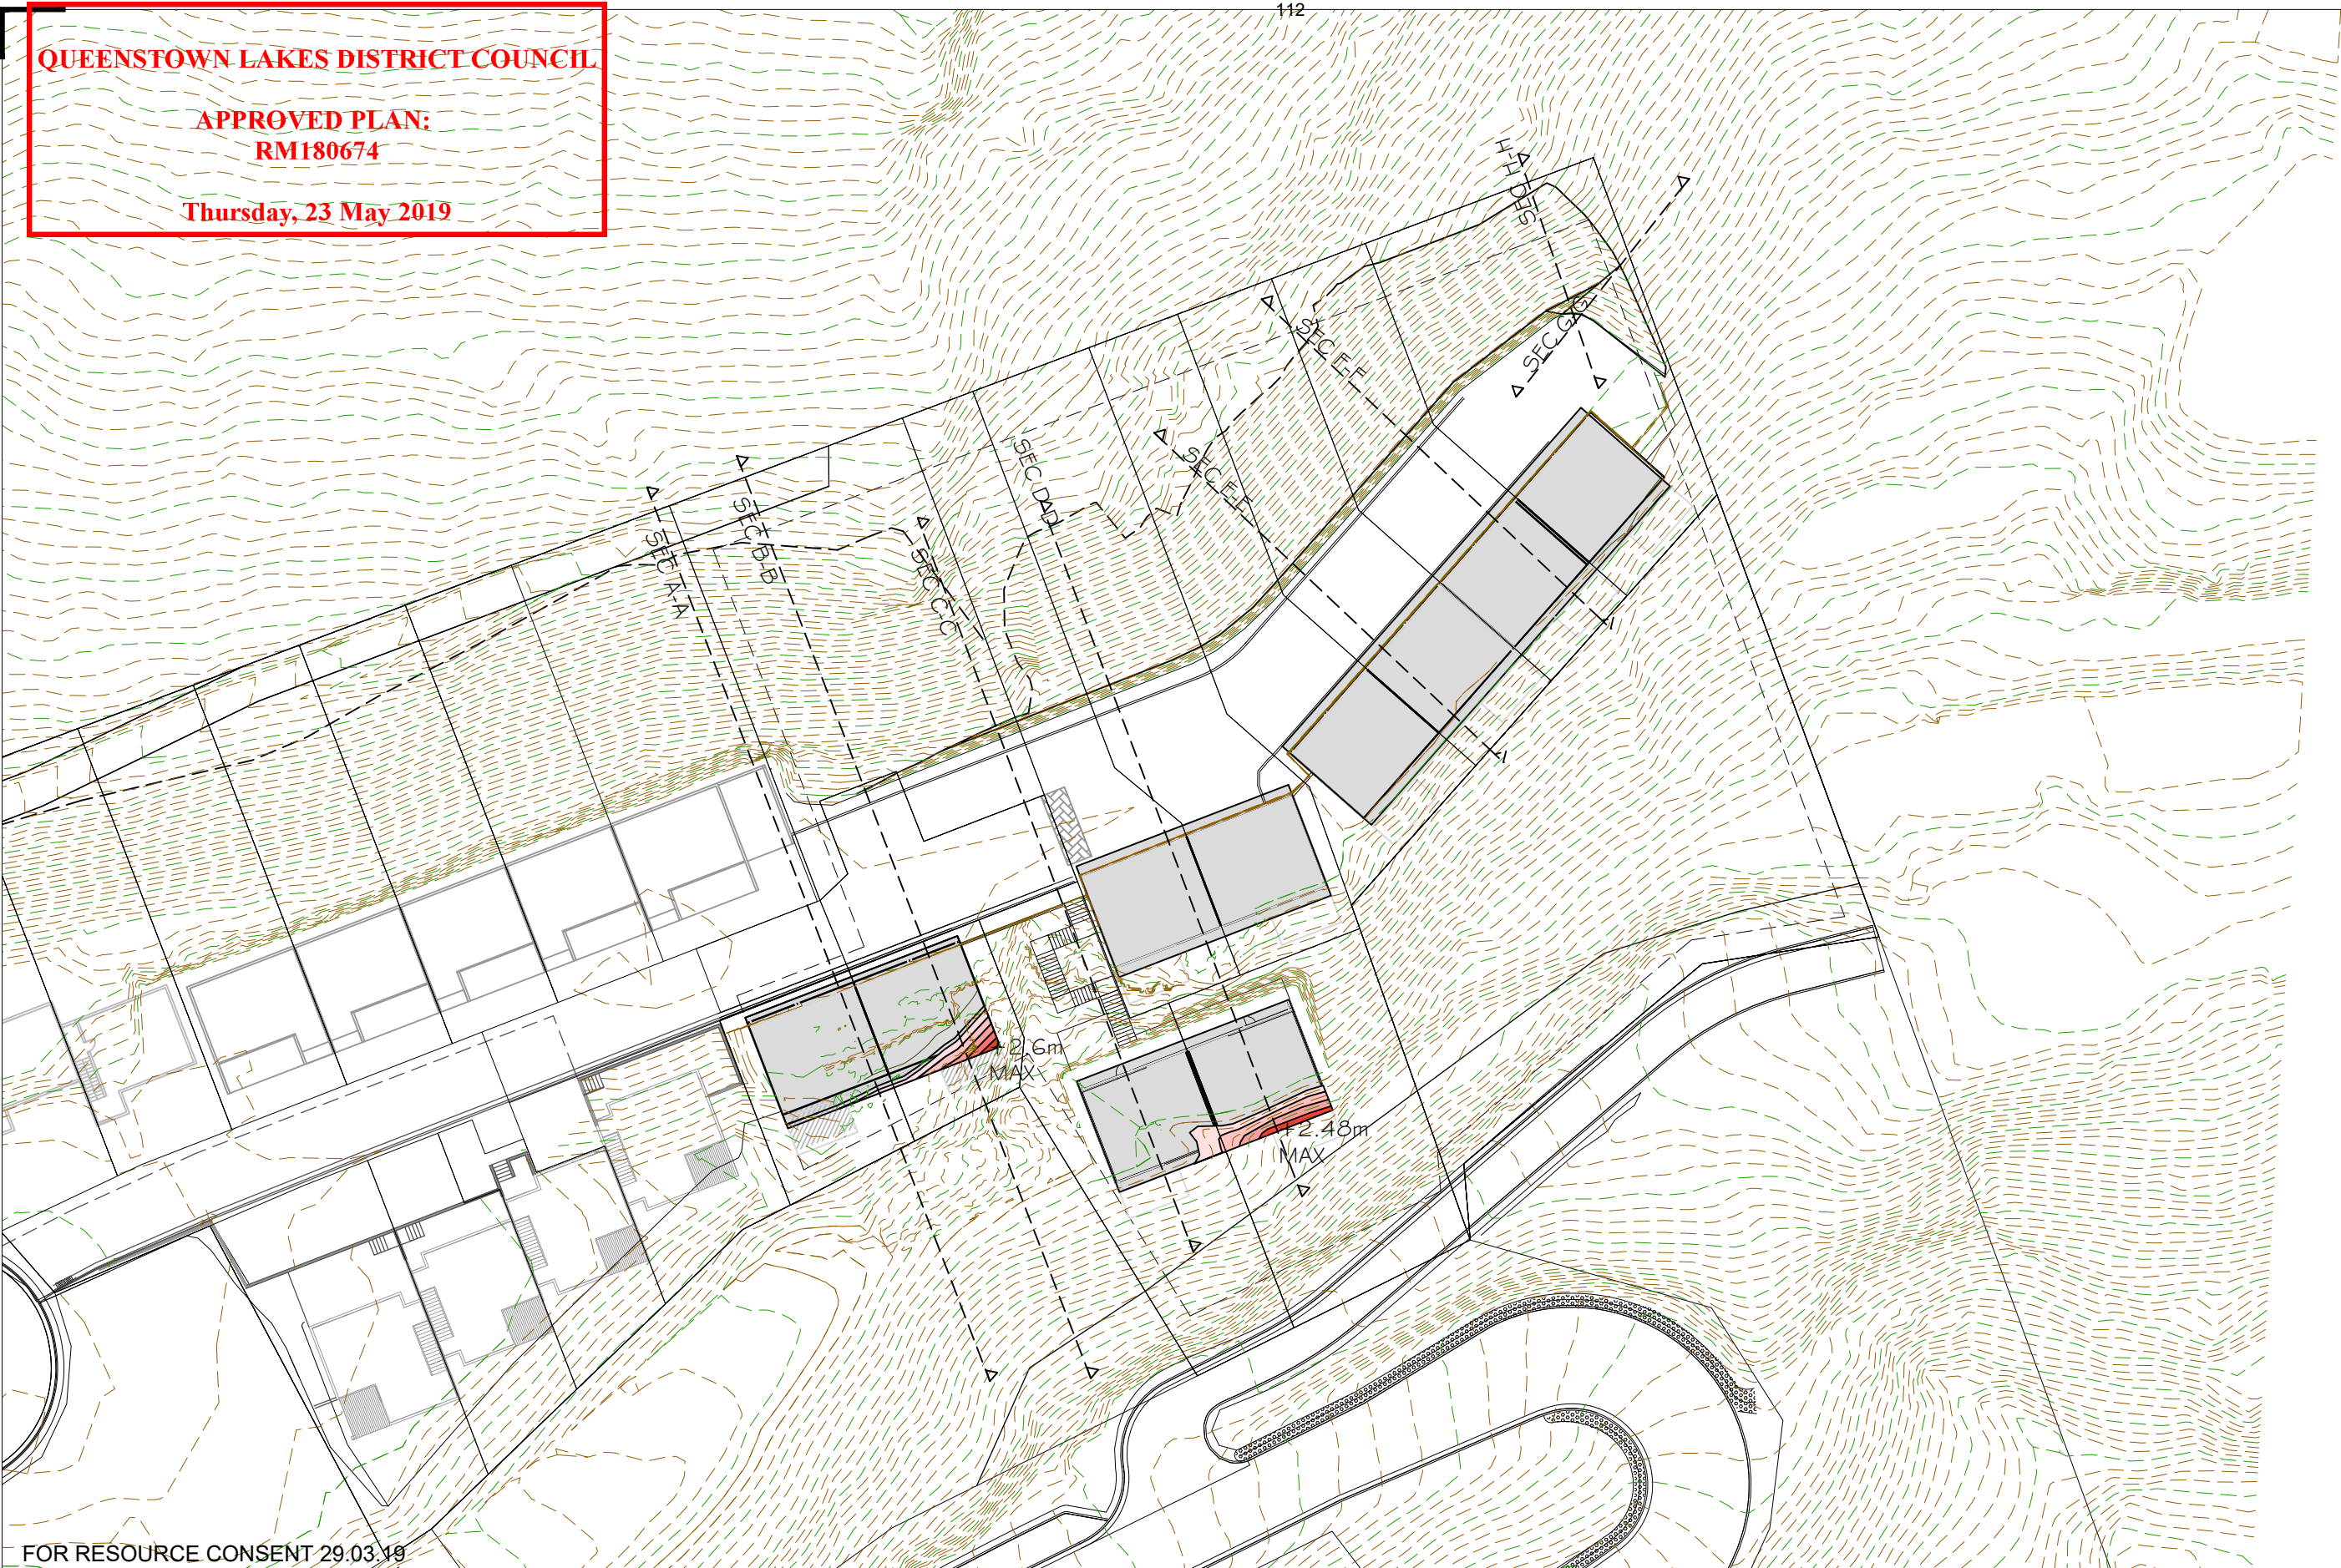 112
QUEENSTOWN LAKES DISTRICT COUNCIL
APPROVED PLAN:
RM180674
Thursday, 23 May 2019
SEC H-H
SEC G-G
SEC F-F
SEC E-E
SEC D-D
SEC C-C
SEC B-B
SEC A-A
+2.6m
MAX
+2.48m
MAX
FOR RESOURCE CONSENT 29.03.19